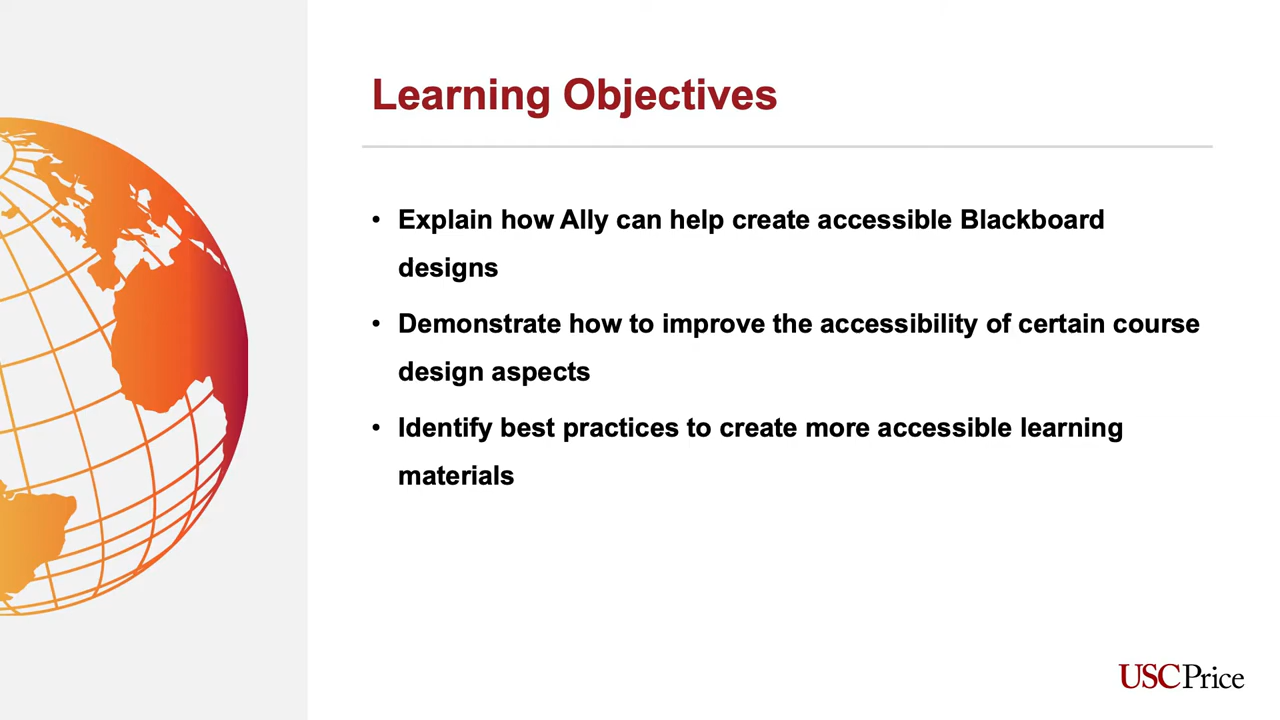 Learning Objectives
• Explain how Ally can help create accessible Blackboard
designs
• Demonstrate how to improve the accessibility of certain course
design aspects
• Identify best practices to create more accessible learning
materials
USC Price